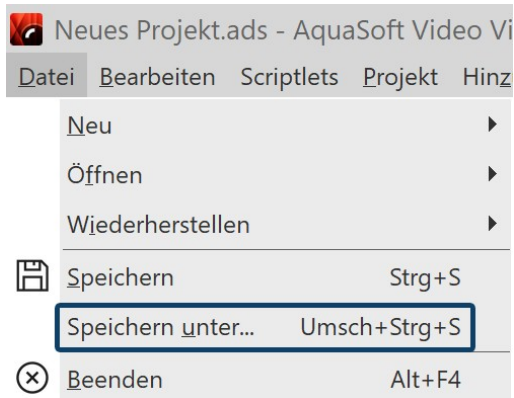 Neues Projekt.ads - AquaSoft Video Vi
Datei Bearbeiten Scriptlets Projekt Hinz
Neu
Öffnen
Wiederherstellen
Speichern Strg+S
Speichern unter... Umsch+Strg+S
Beenden Alt+F4